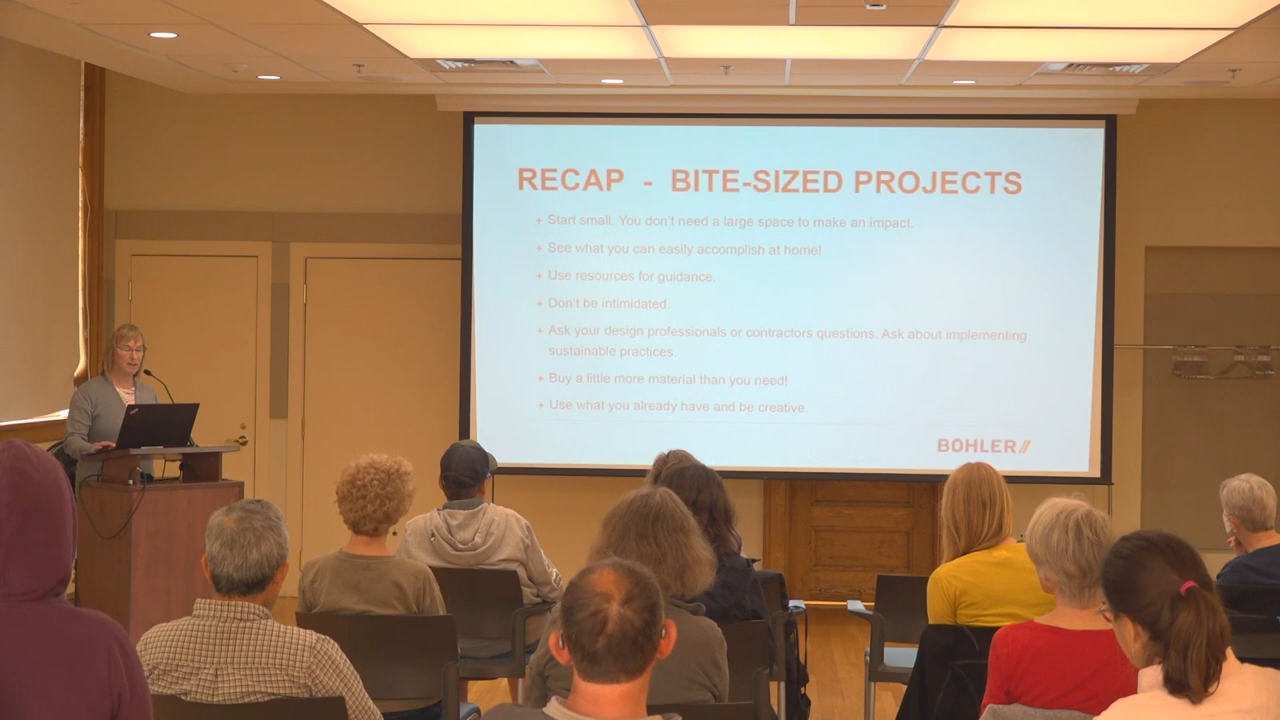 RECAP - BITE-SIZED PROJECTS
+ Start small. You don't need a large space to make an impact.
+ See what you can easily accomplish at home!
+ Use resources for guidance.
+ Don't be intimidated.
+ Ask your design professionals or contractors questions. Ask about implementing
sustainable practices.
+ Buy a little more material than you need!
+ Use what you already have and be creative.
BOHLER//